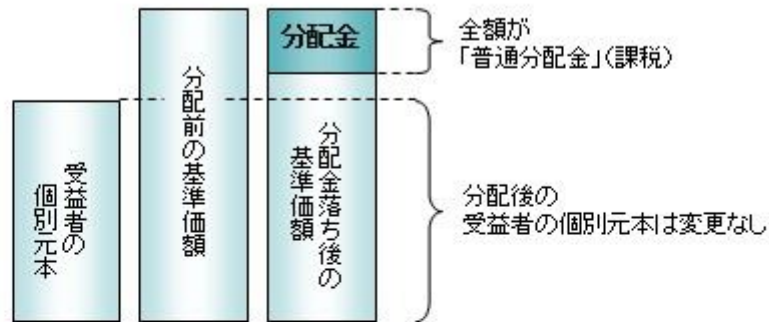 受益者の
個別元本
分配前の基準価額
分配金
分配金落ち後の
基準価額
全額が
「普通分配金」(課税)
分配後の
受益者の個別元本は変更なし